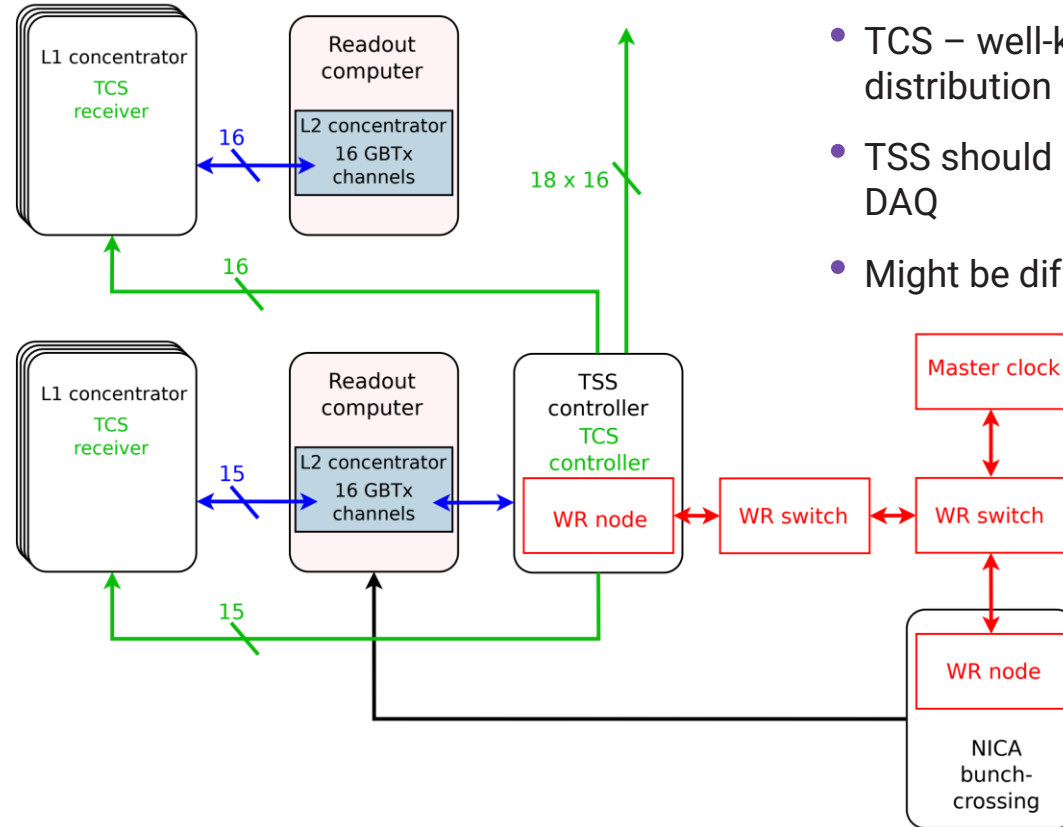 L1 concentrator
TCS
receiver
16
Readout
computer
L2 concentrator
16 GBTx
channels
18 x 16
16
• TCS – well-k
distribution
• TSS should
DAQ
• Might be dif
L1 concentrator
TCS
receiver
15
Readout
computer
L2 concentrator
16 GBTx
channels
TSS
controller
TCS
controller
WR node
WR switch
Master clock
WR switch
15
WR node
NICA
bunch-
crossing